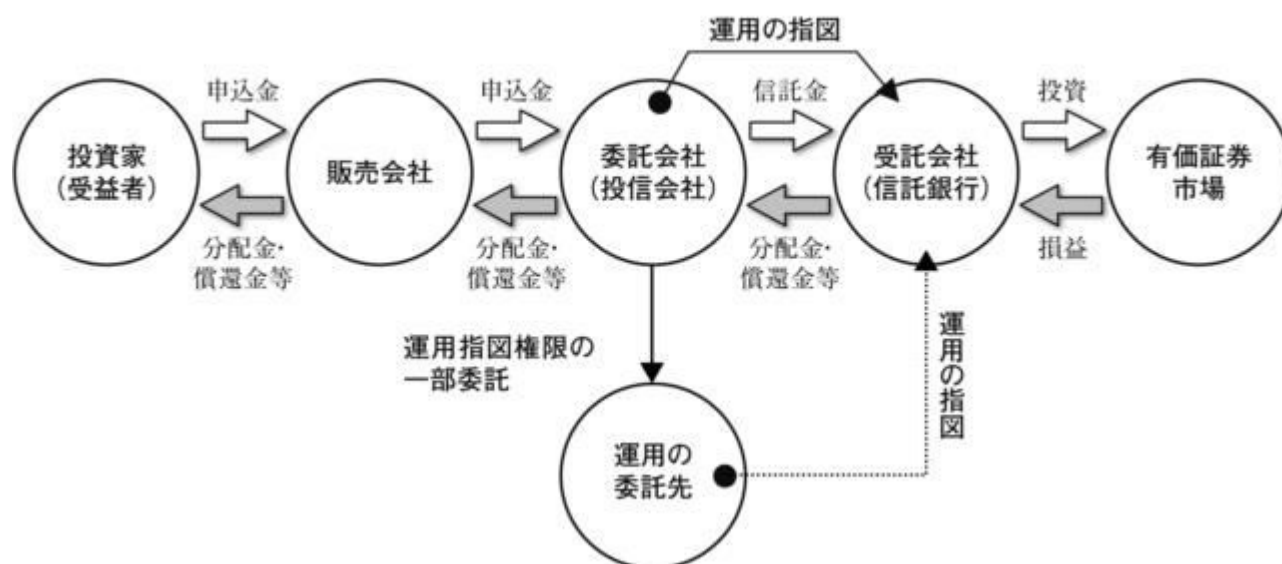 運用の指図
申込金
申込金
信託金
投資
投資家
（受益者）
販売会社
委託会社
（投信会社）
受託会社
（信託銀行）
有価証券
市場
分配金・
償還金等
分配金・
償還金等
分配金・
償還金等
損益
運用指図権限の
一部委託
運用の指図
運用の
委託先